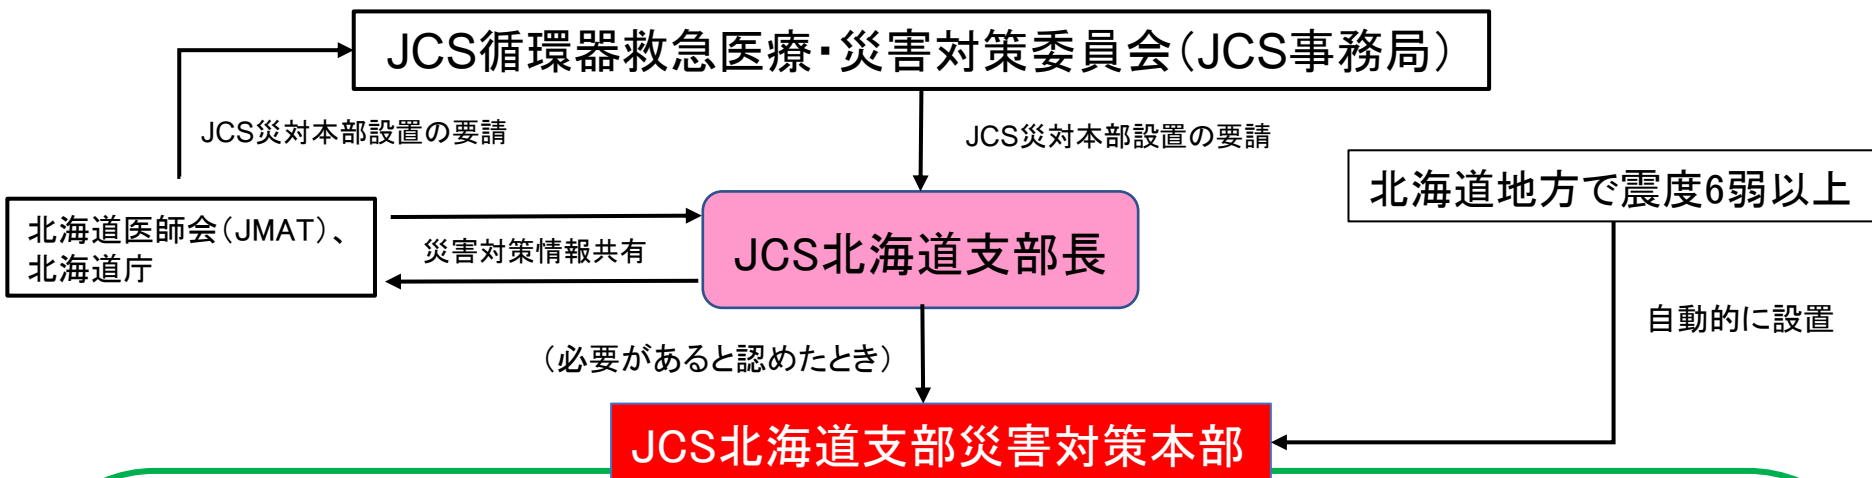 JCS循環器救急医療・災害対策委員会(JCS事務局)
JCS災対本部設置の要請
JCS災対本部設置の要請
北海道地方で震度6弱以上
北海道医師会(JMAT)、
北海道庁
災害対策情報共有
JCS北海道支部長
自動的に設置
(必要があると認めたとき)
JCS北海道支部災害対策本部